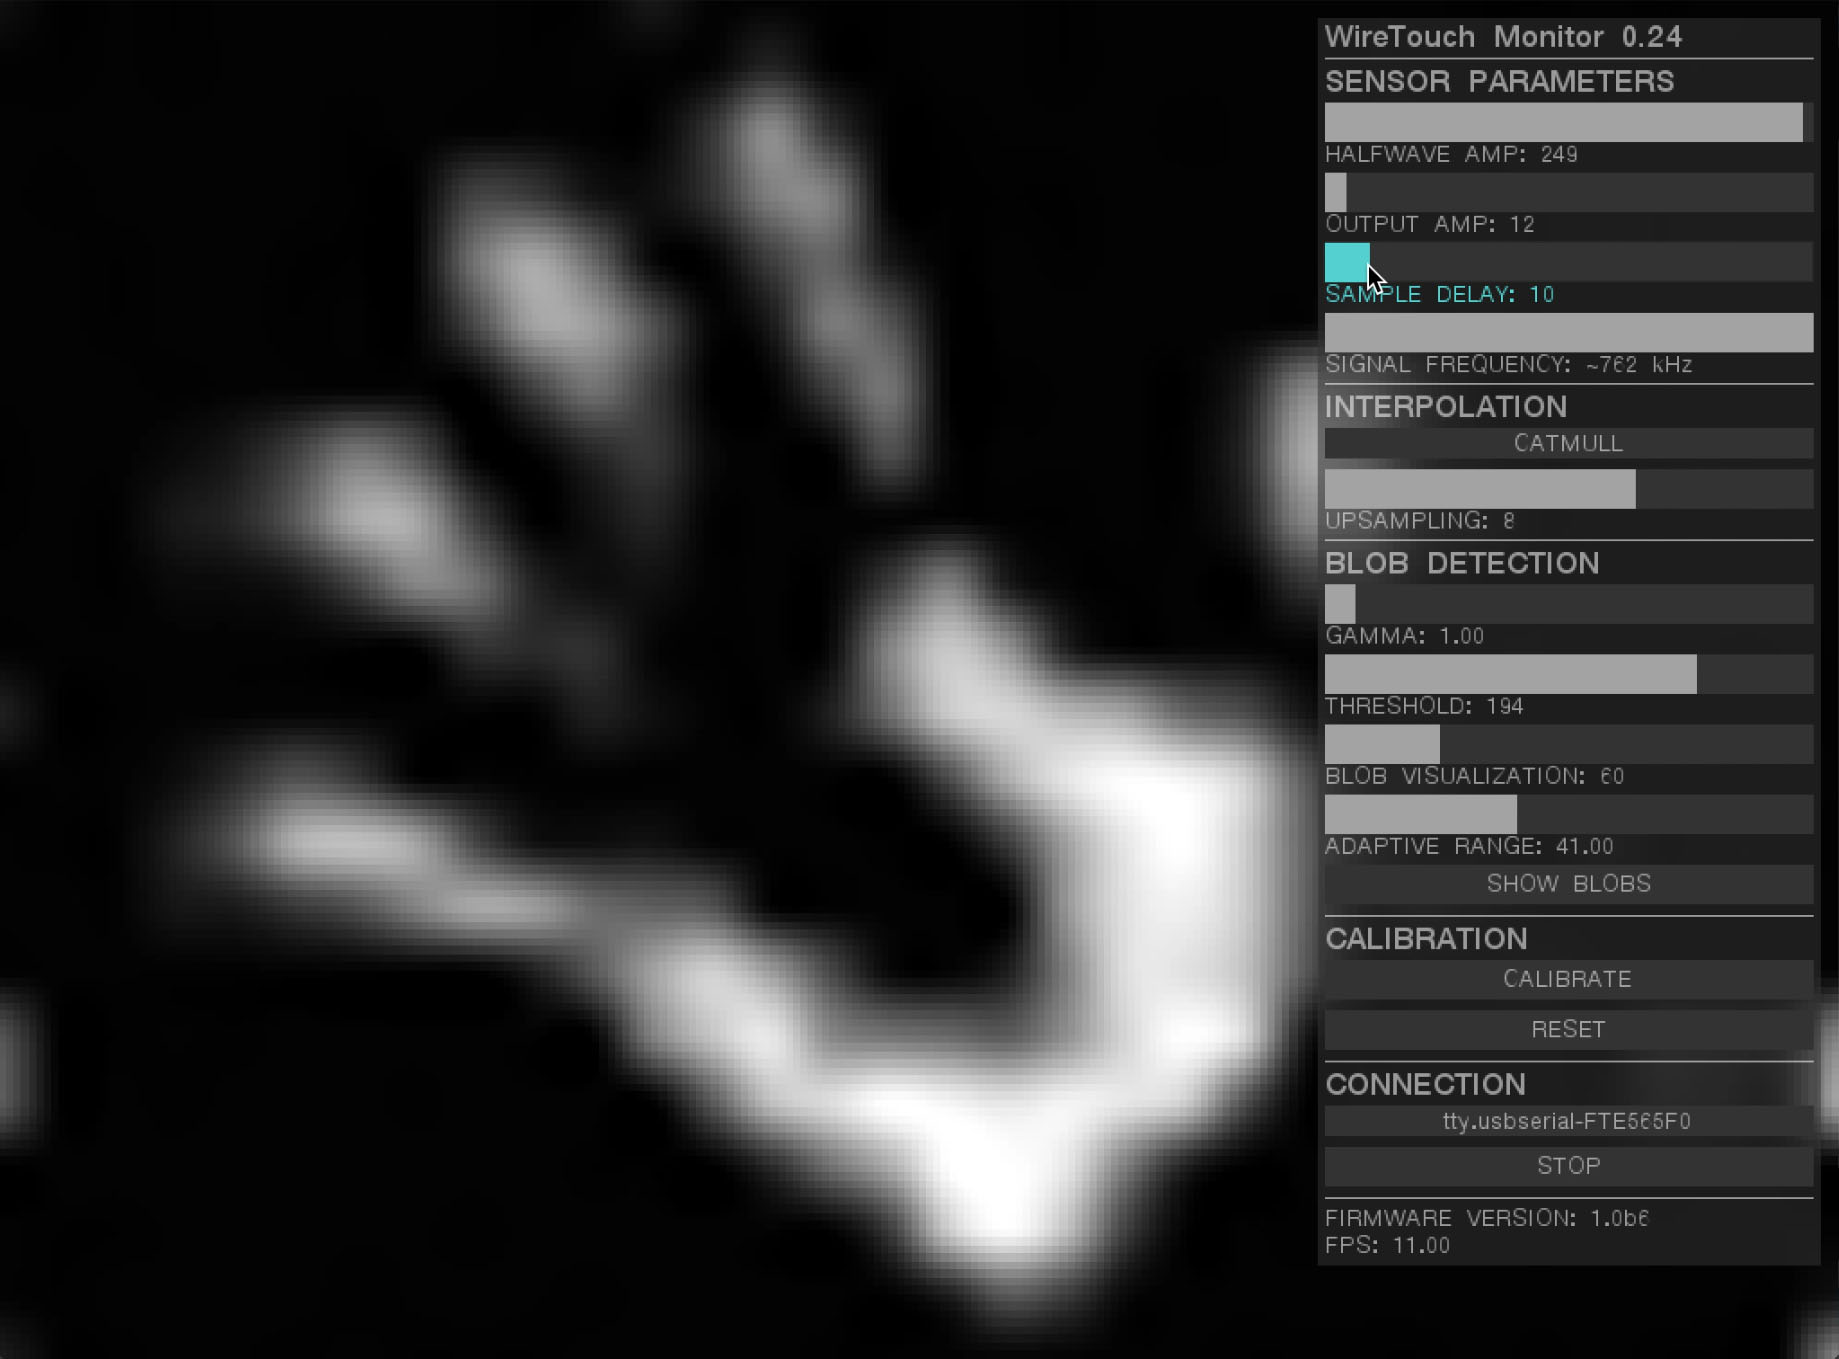 WireTouch Monitor 0.24
SENSOR PARAMETERS
HALFWAVE AMP: 249
OUTPUT AMP: 12
SAMPLE DELAY: 10
SIGNAL FREQUENCY: ~762 kHz
INTERPOLATION
CATMULL
UPSAMPLING: 8
BLOB DETECTION
GAMMA: 1.00
THRESHOLD: 194
BLOB VISUALIZATION: 60
ADAPTIVE RANGE: 41.00
SHOW BLOBS
CALIBRATION
CALIBRATE
RESET
CONNECTION
tty.usbserial-FTE565F0
STOP
FIRMWARE VERSION: 1.0b6
FPS: 11.00